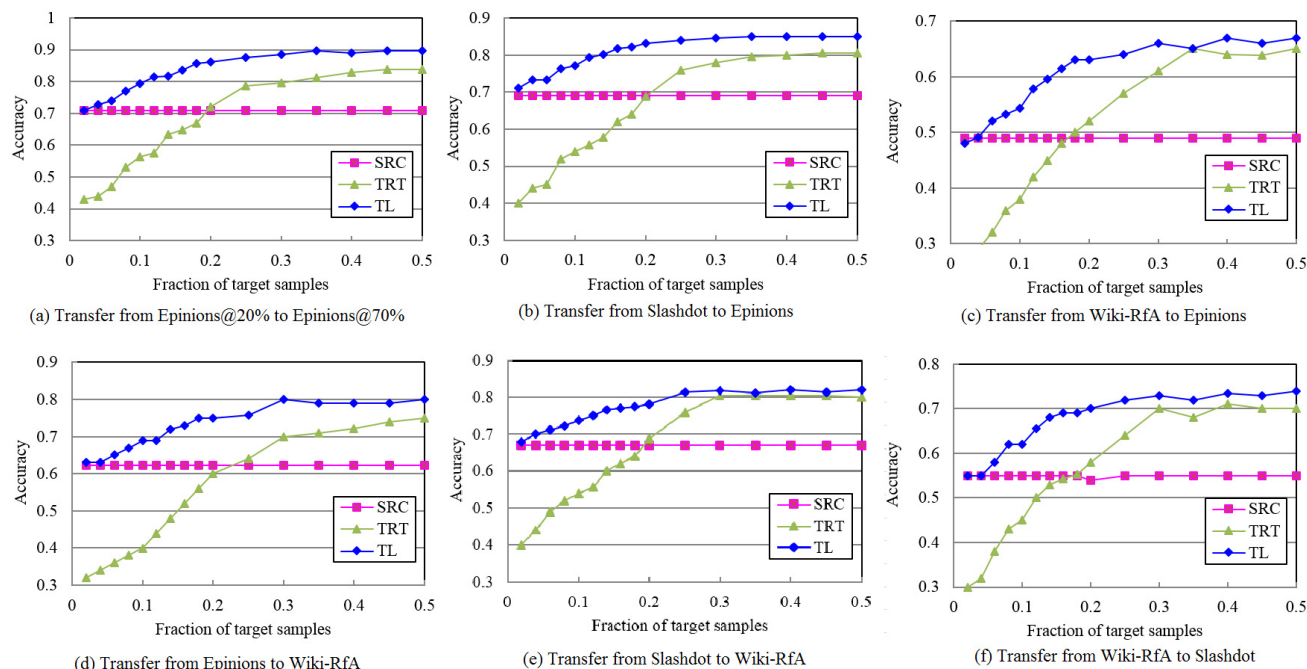 1
0.9
0.8
0.7
0.6
0.5
0.4
0.3
Accuracy
SRC
TRT
TL
0 0.1 0.2 0.3 0.4 0.5
Fraction of target samples
(a) Transfer from Epinions@20% to Epinions@70%
0.9
0.8
0.7
0.6
0.5
0.4
0.3
Accuracy
SRC
TRT
TL
0 0.1 0.2 0.3 0.4 0.5
Fraction of target samples
(b) Transfer from Slashdot to Epinions
0.7
0.6
0.5
0.4
0.3
Accuracy
SRC
TRT
TL
0 0.1 0.2 0.3 0.4 0.5
Fraction of target samples
(c) Transfer from Wiki-RfA to Epinions
0.9
0.8
0.7
0.6
0.5
0.4
0.3
Accuracy
SRC
TRT
TL
0 0.1 0.2 0.3 0.4 0.5
Fraction of target samples
(d) Transfer from Epinions to Wiki-RfA
0.9
0.8
0.7
0.6
0.5
0.4
0.3
Accuracy
SRC
TRT
TL
0 0.1 0.2 0.3 0.4 0.5
Fraction of target samples
(e) Transfer from Slashdot to Wiki-RfA
0.8
0.7
0.6
0.5
0.4
0.3
Accuracy
SRC
TRT
TL
0 0.1 0.2 0.3 0.4 0.5
Fraction of target samples
(f) Transfer from Wiki-RfA to Slashdot